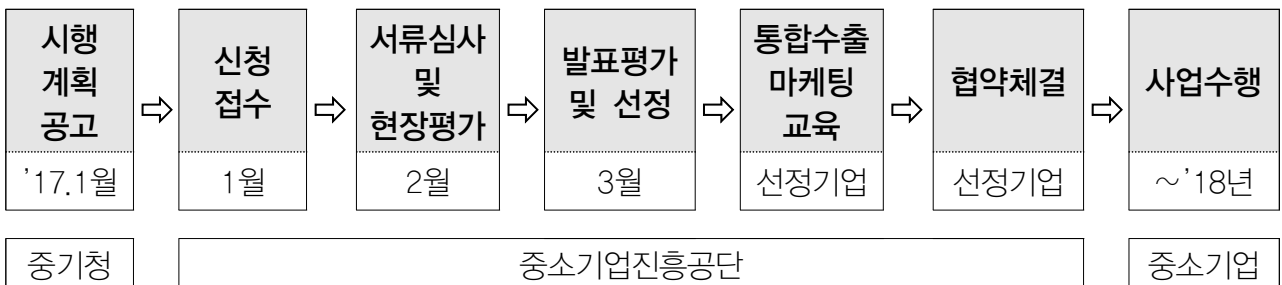 시행
계획
공고
'17.1월
⇨
신청
접수
1월
⇨
서류심사
및
현장평가
2월
⇨
발표평가
및 선정
3월
⇨
통합수출
마케팅
교육
선정기업
⇨
협약체결
선정기업
⇨
사업수행
~'18년
중기청
중소기업진흥공단
중소기업